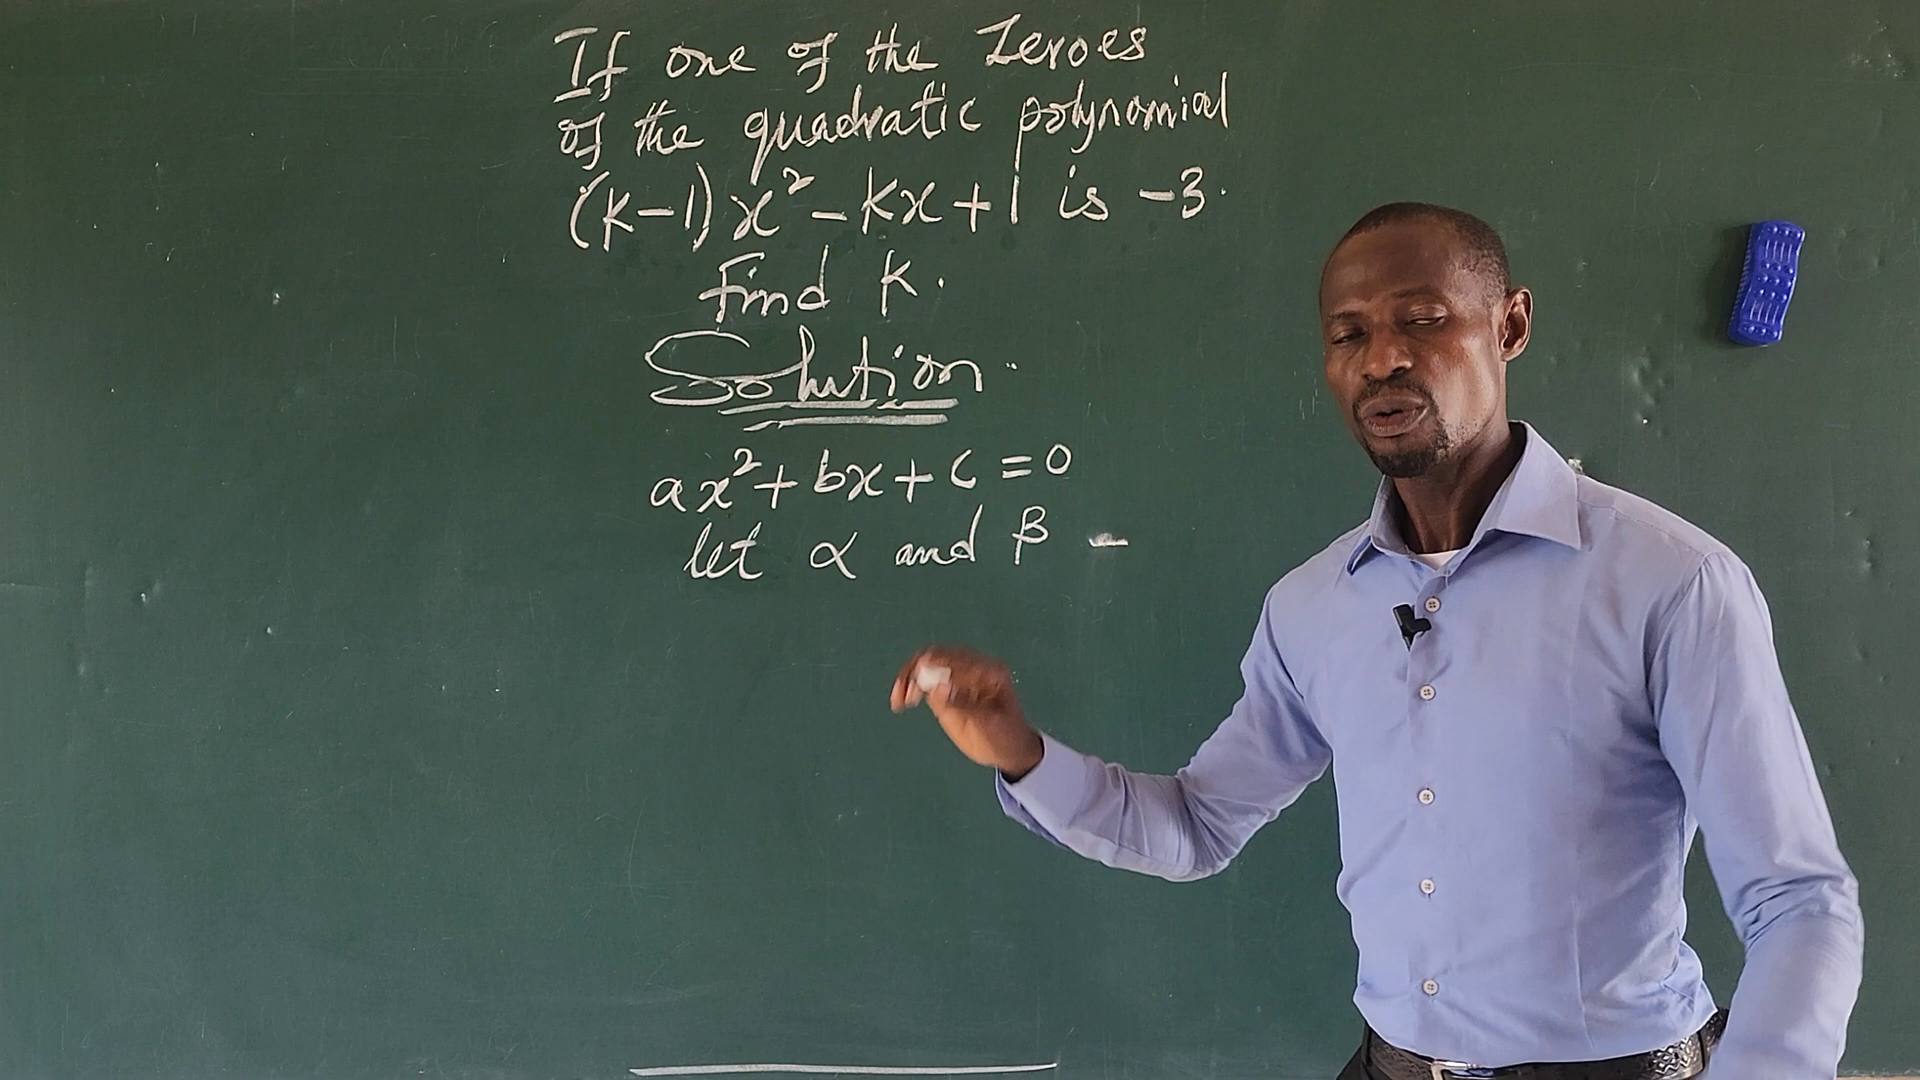 If one of the Zeroes
of the quadratic polynomial
(k-1)x² - kx + 1 is -3.
Find k.
Solution
ax² + bx + c = 0
let α and β -